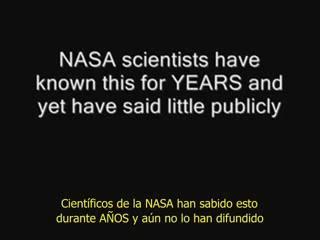 NASA scientists have
known this for YEARS and
yet have said little publicly
Científicos de la NASA han sabido esto
durante AÑOS y aún no lo han difundido